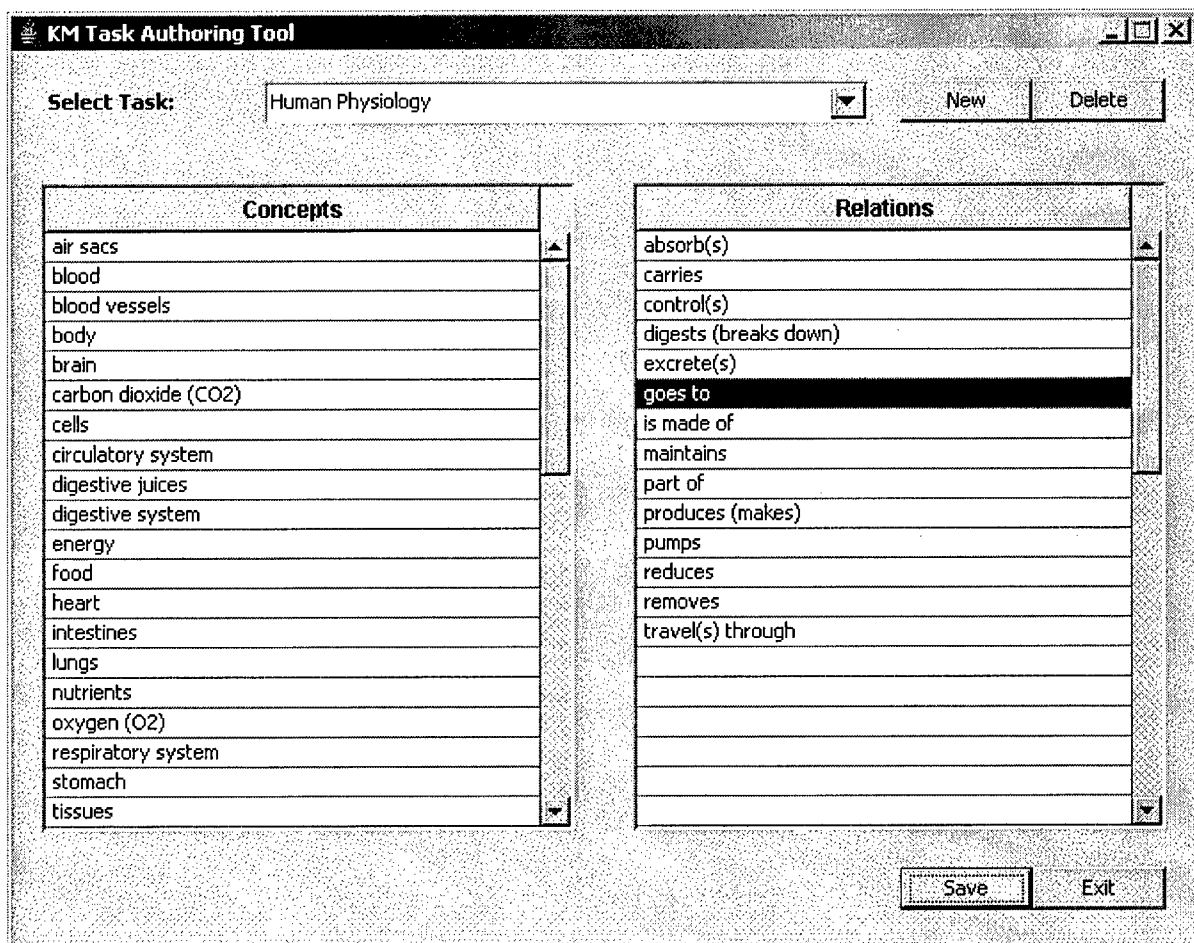 KM Task Authoring Tool
Select Task:
Human Physiology
New
Delete
Concepts
air sacs
blood
blood vessels
body
brain
carbon dioxide (CO2)
cells
circulatory system
digestive juices
digestive system
energy
food
heart
intestines
lungs
nutrients
oxygen (O2)
respiratory system
stomach
tissues
Relations
absorb(s)
carries
control(s)
digests (breaks down)
excrete(s)
goes to
is made of
maintains
part of
produces (makes)
pumps
reduces
removes
travel(s) through
Save
Exit